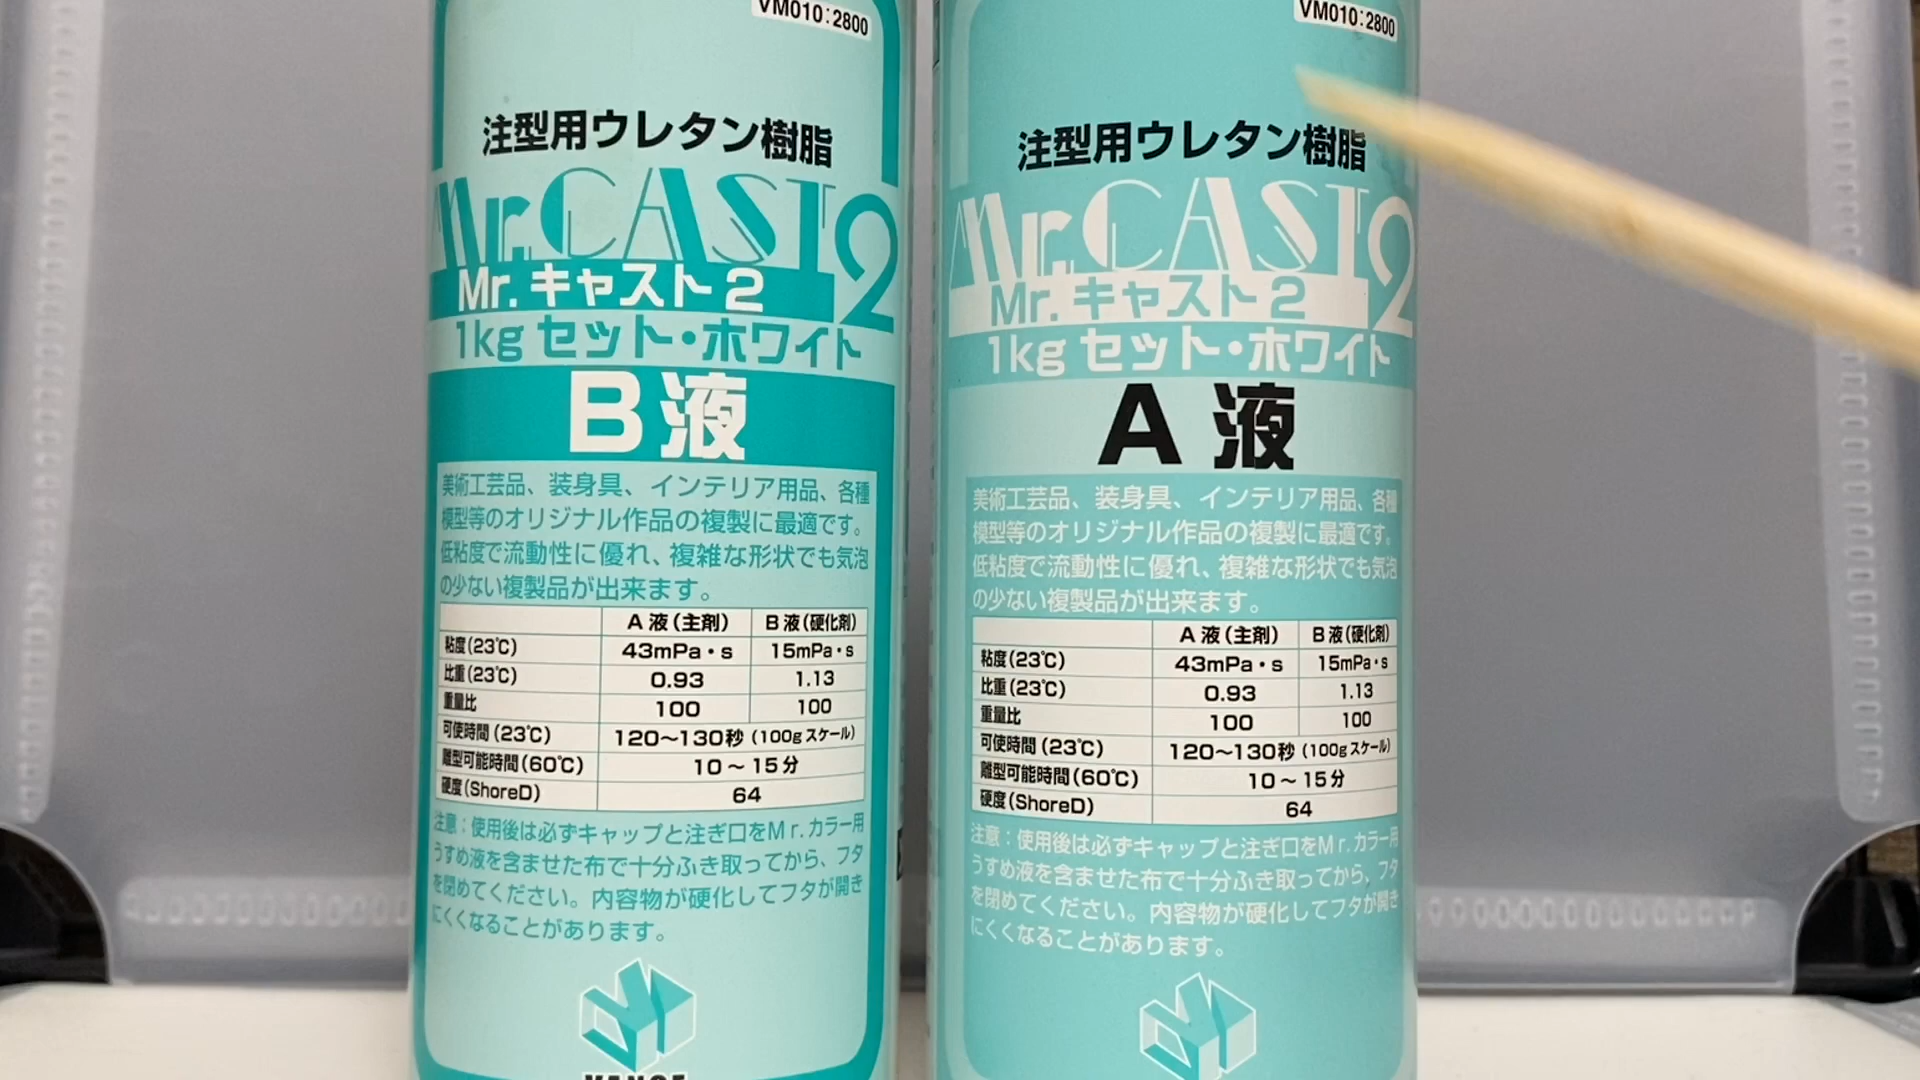 VM010:2800
注型用ウレタン樹脂
Mr.CAST2
Mr.キャスト2
1kg セット・ホワイト
B液
美術工芸品、装身具、インテリア用品、各種
模型等のオリジナル作品の複製に最適です。
低粘度で流動性に優れ、複雑な形状でも気泡
の少ない複製品が出来ます。
A液(主剤) B液(硬化剤)
粘度(23℃) 43mPa・s 15mPa・s
比重(23℃) 0.93 1.13
重量比 100 100
可使時間(23℃) 120〜130秒(100gスケール)
離型可能時間(60℃) 10〜15分
硬度(ShoreD) 64
注意:使用後は必ずキャップと注ぎ口をMr.カラー用
うすめ液を含ませた布で十分ふき取ってから、フタ
を閉めてください。内容物が硬化してフタが開き
にくくなることがあります。
VM010:2800
注型用ウレタン樹脂
Mr.CAST2
Mr.キャスト2
1kg セット・ホワイト
A液
美術工芸品、装身具、インテリア用品、各種
模型等のオリジナル作品の複製に最適です。
低粘度で流動性に優れ、複雑な形状でも気泡
の少ない複製品が出来ます。
A液(主剤) B液(硬化剤)
粘度(23℃) 43mPa・s 15mPa・s
比重(23℃) 0.93 1.13
重量比 100 100
可使時間(23℃) 120〜130秒(100gスケール)
離型可能時間(60℃) 10〜15分
硬度(ShoreD) 64
注意:使用後は必ずキャップと注ぎ口をMr.カラー用
うすめ液を含ませた布で十分ふき取ってから、フタ
を閉めてください。内容物が硬化してフタが開き
にくくなることがあります。